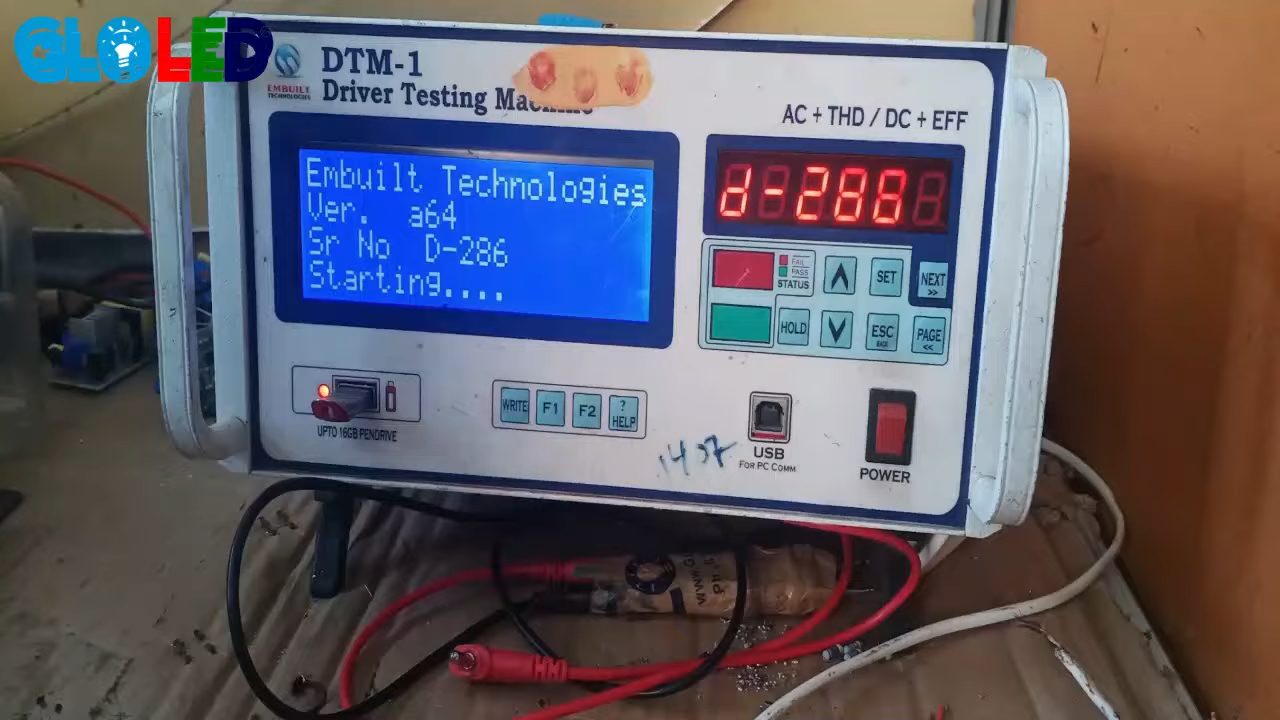 GLOLED
EMBUILT
TECHNOLOGIES
DTM-1
Driver Testing Machine
AC + THD / DC + EFF
Embuilt Technologies
Ver. a64
Sr No D-286
Starting....
d-288
FAIL
PASS
STATUS
SET
NEXT
>>
HOLD
ESC
BACK
PAGE
<<
UPTO 16GB PENDRIVE
WRITE
F1
F2
?
HELP
1437
USB
FOR PC COMM
POWER